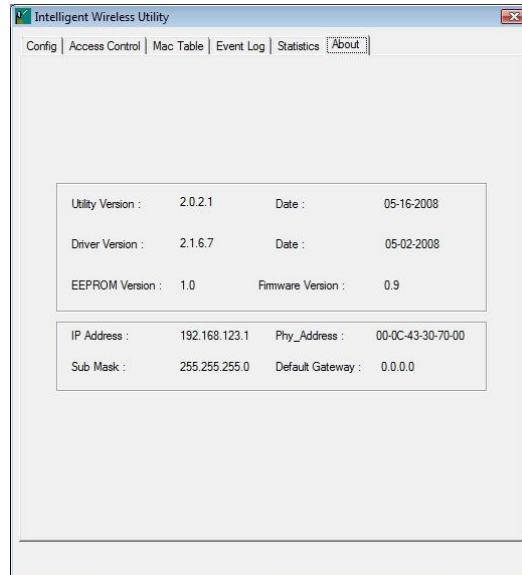 Intelligent Wireless Utility
Config Access Control Mac Table Event Log Statistics About
Utility Version : 2.0.2.1 Date : 05-16-2008
Driver Version : 2.1.6.7 Date : 05-02-2008
EEPROM Version : 1.0 Firmware Version : 0.9
IP Address : 192.168.123.1 Phy_Address : 00-0C-43-30-70-00
Sub Mask : 255.255.255.0 Default Gateway : 0.0.0.0